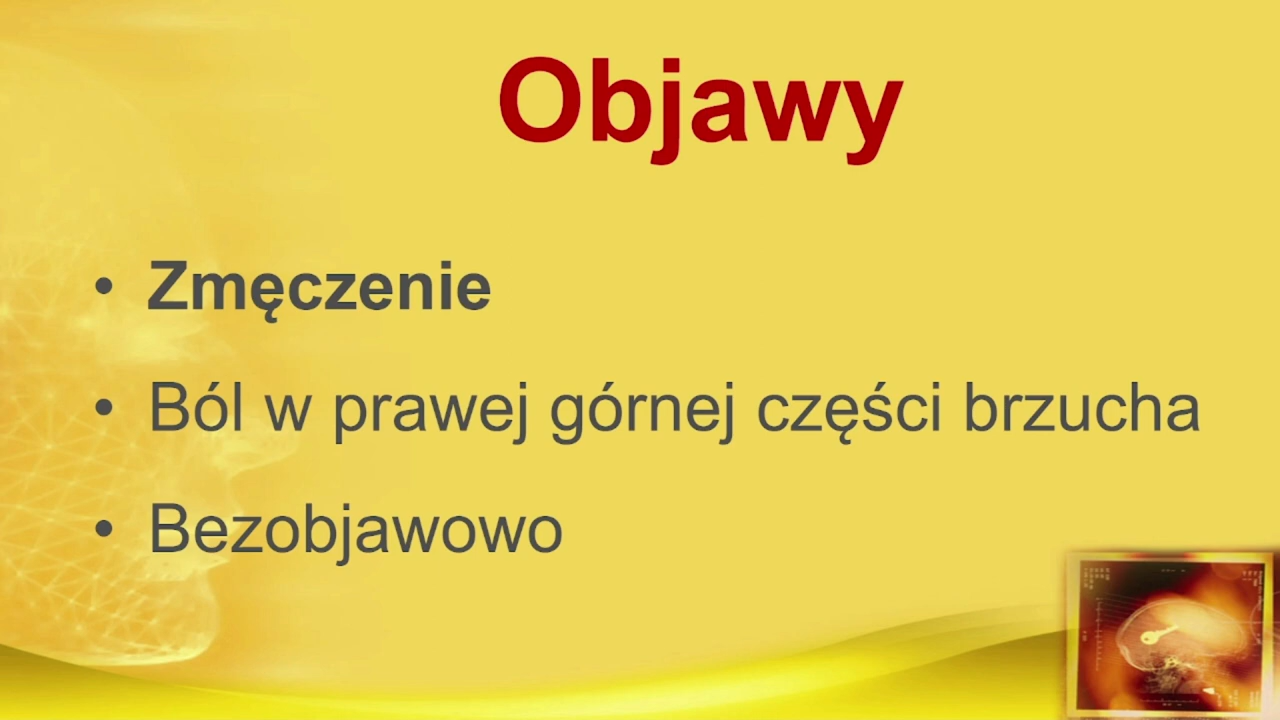 Objawy
• Zmęczenie
• Ból w prawej górnej części brzucha
• Bezobjawowo